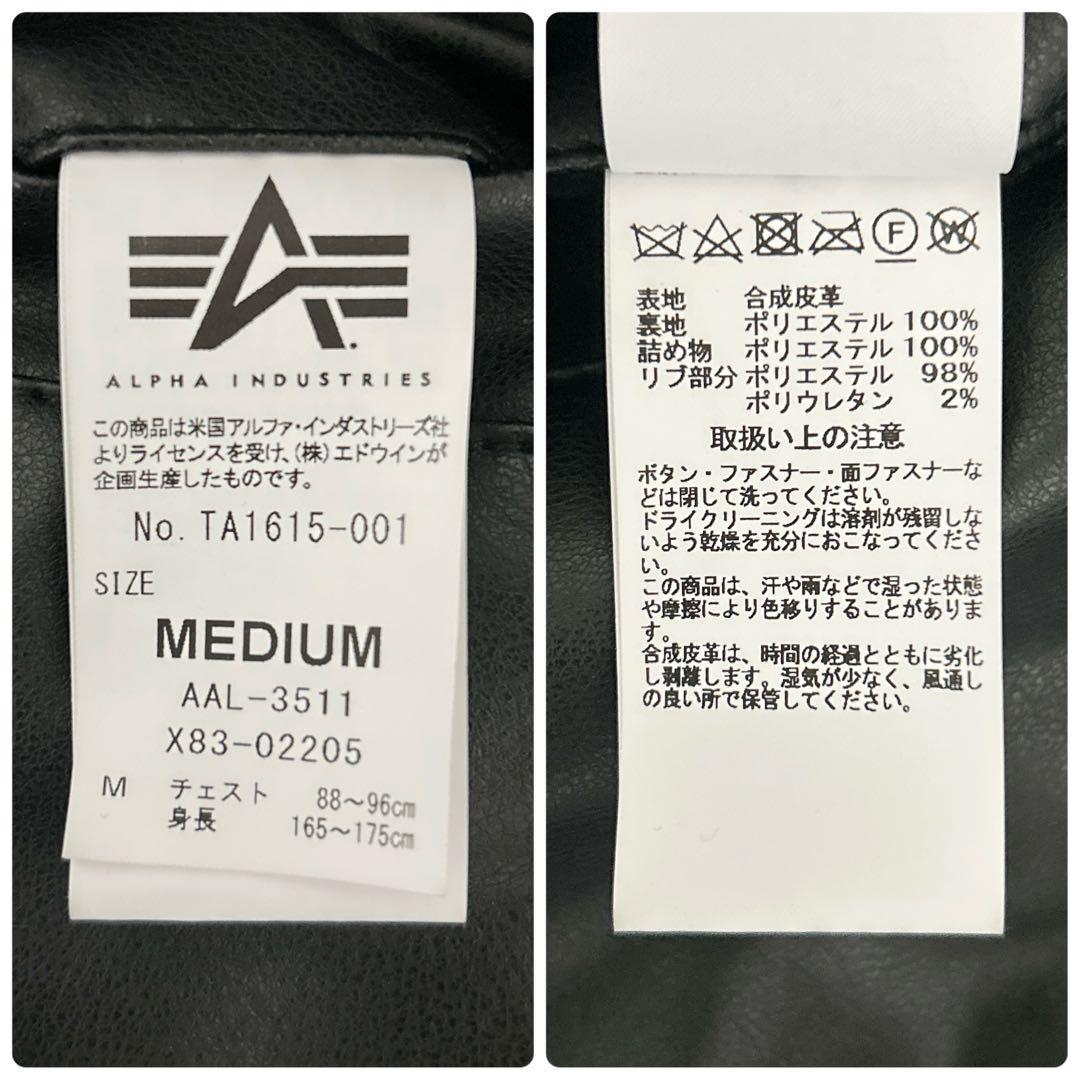 ALPHA INDUSTRIES
この商品は米国アルファ・インダストリーズ社
よりライセンスを受け、(株)エドウインが
企画生産したものです。
No. TA1615-001
SIZE
MEDIUM
AAL-3511
X83-02205
M チェスト 88～96cm
身長 165～175cm
F W
表地 合成皮革
裏地 ポリエステル 100%
詰め物 ポリエステル 100%
リブ部分 ポリエステル 98%
ポリウレタン 2%
取扱い上の注意
ボタン・ファスナー・面ファスナーな
どは閉じて洗ってください。
ドライクリーニングは溶剤が残留しな
いよう乾燥を充分におこなってくださ
い。
この商品は、汗や雨などで湿った状態
や摩擦により色移りすることがありま
す。
合成皮革は、時間の経過とともに劣化
し剥離します。湿気が少なく、風通し
の良い所で保管してください。